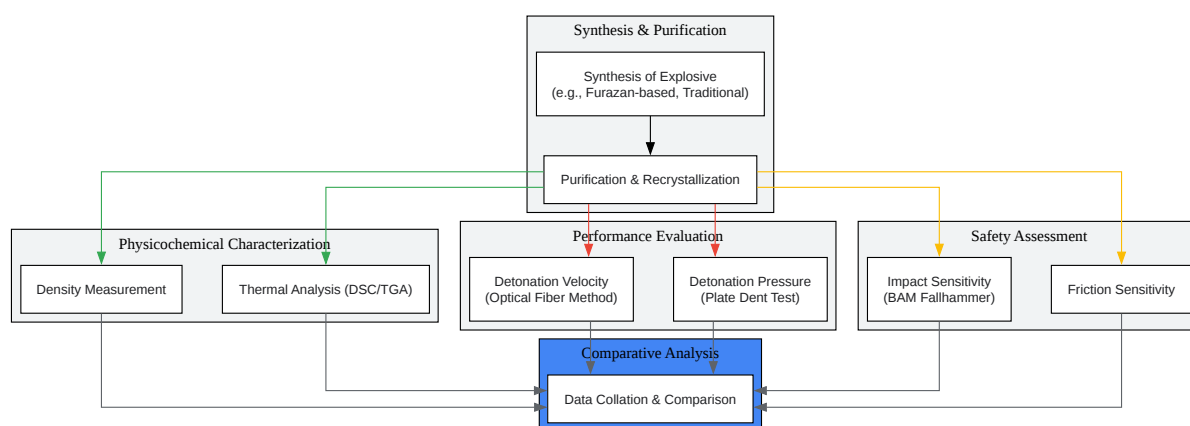 Synthesis & Purification
Synthesis of Explosive
(e.g., Furazan-based, Traditional)
Purification & Recrystallization
Physicochemical Characterization
Density Measurement
Thermal Analysis (DSC/TGA)
Performance Evaluation
Detonation Velocity
(Optical Fiber Method)
Detonation Pressure
(Plate Dent Test)
Safety Assessment
Impact Sensitivity
(BAM Fallhammer)
Friction Sensitivity
Comparative Analysis
Data Collation & Comparison